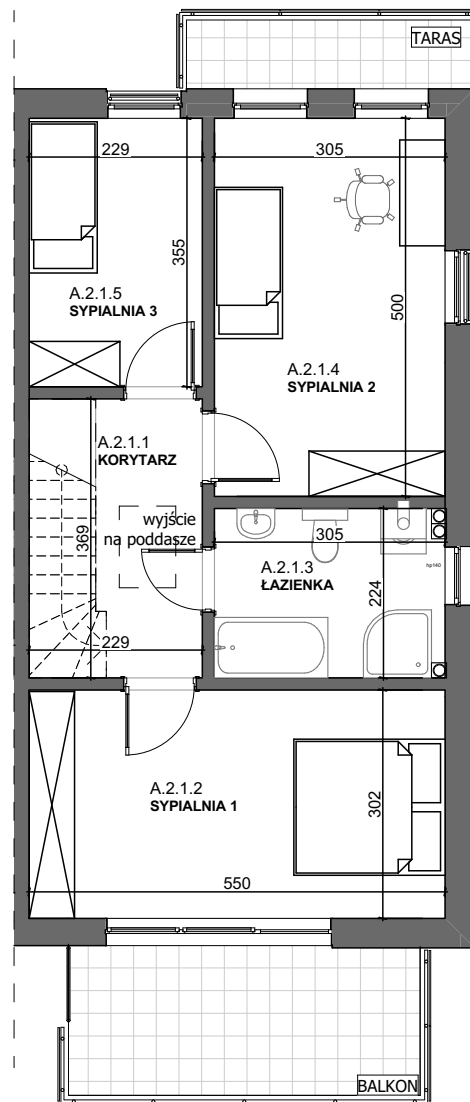 TARAS
229
305
355
A.2.1.5
SYPIALNIA 3
500
A.2.1.4
SYPIALNIA 2
A.2.1.1
KORYTARZ
wyjście
na poddasze
369
305
A.2.1.3
ŁAZIENKA
hp140
224
229
A.2.1.2
SYPIALNIA 1
302
550
BALKON